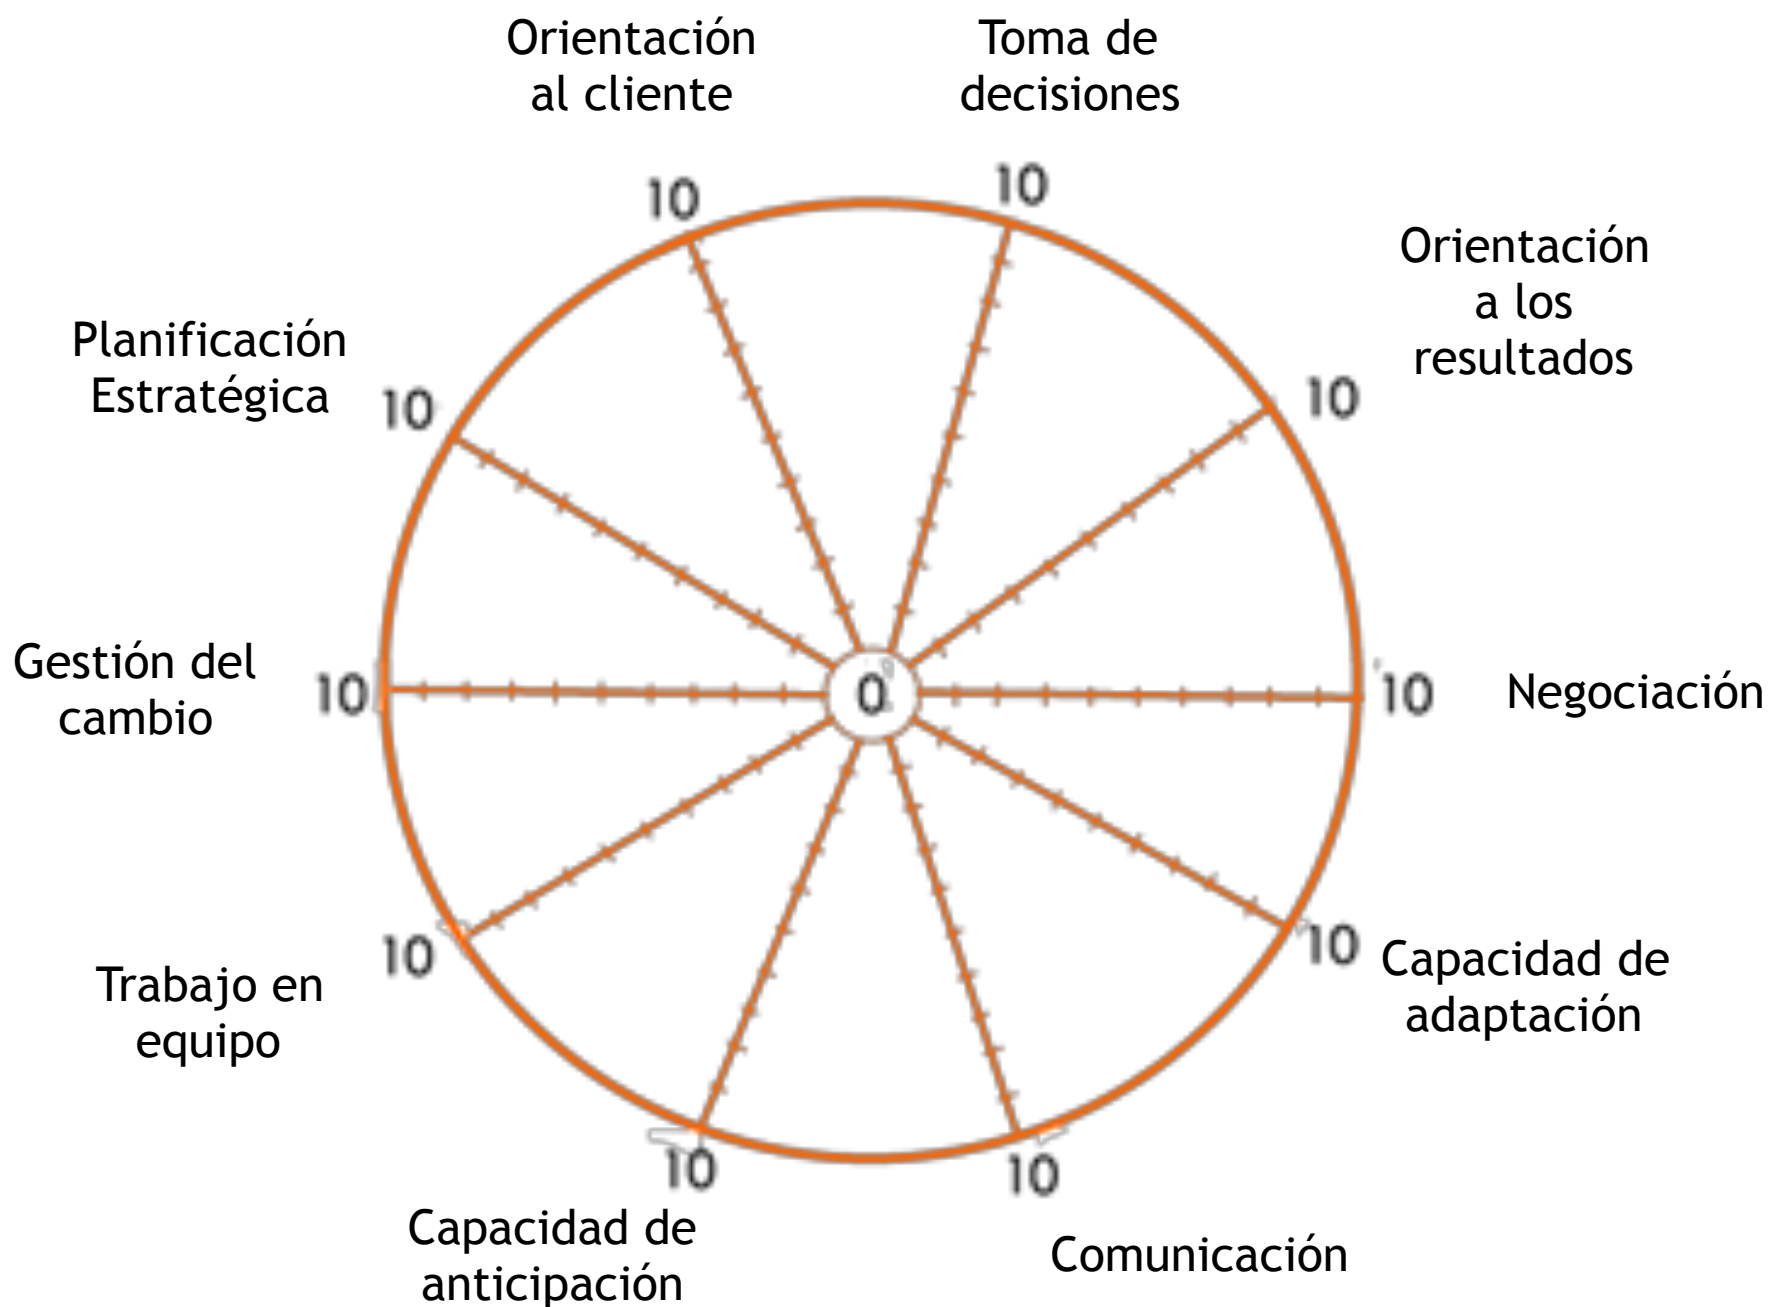 Orientación
al cliente
Toma de
decisiones
10
10
Orientación
a los
resultados
10
Planificación
Estratégica
10
Gestión del
cambio
10
0
10
Negociación
10
Capacidad de
adaptación
10
Trabajo en
equipo
10
Capacidad de
anticipación
10
Comunicación